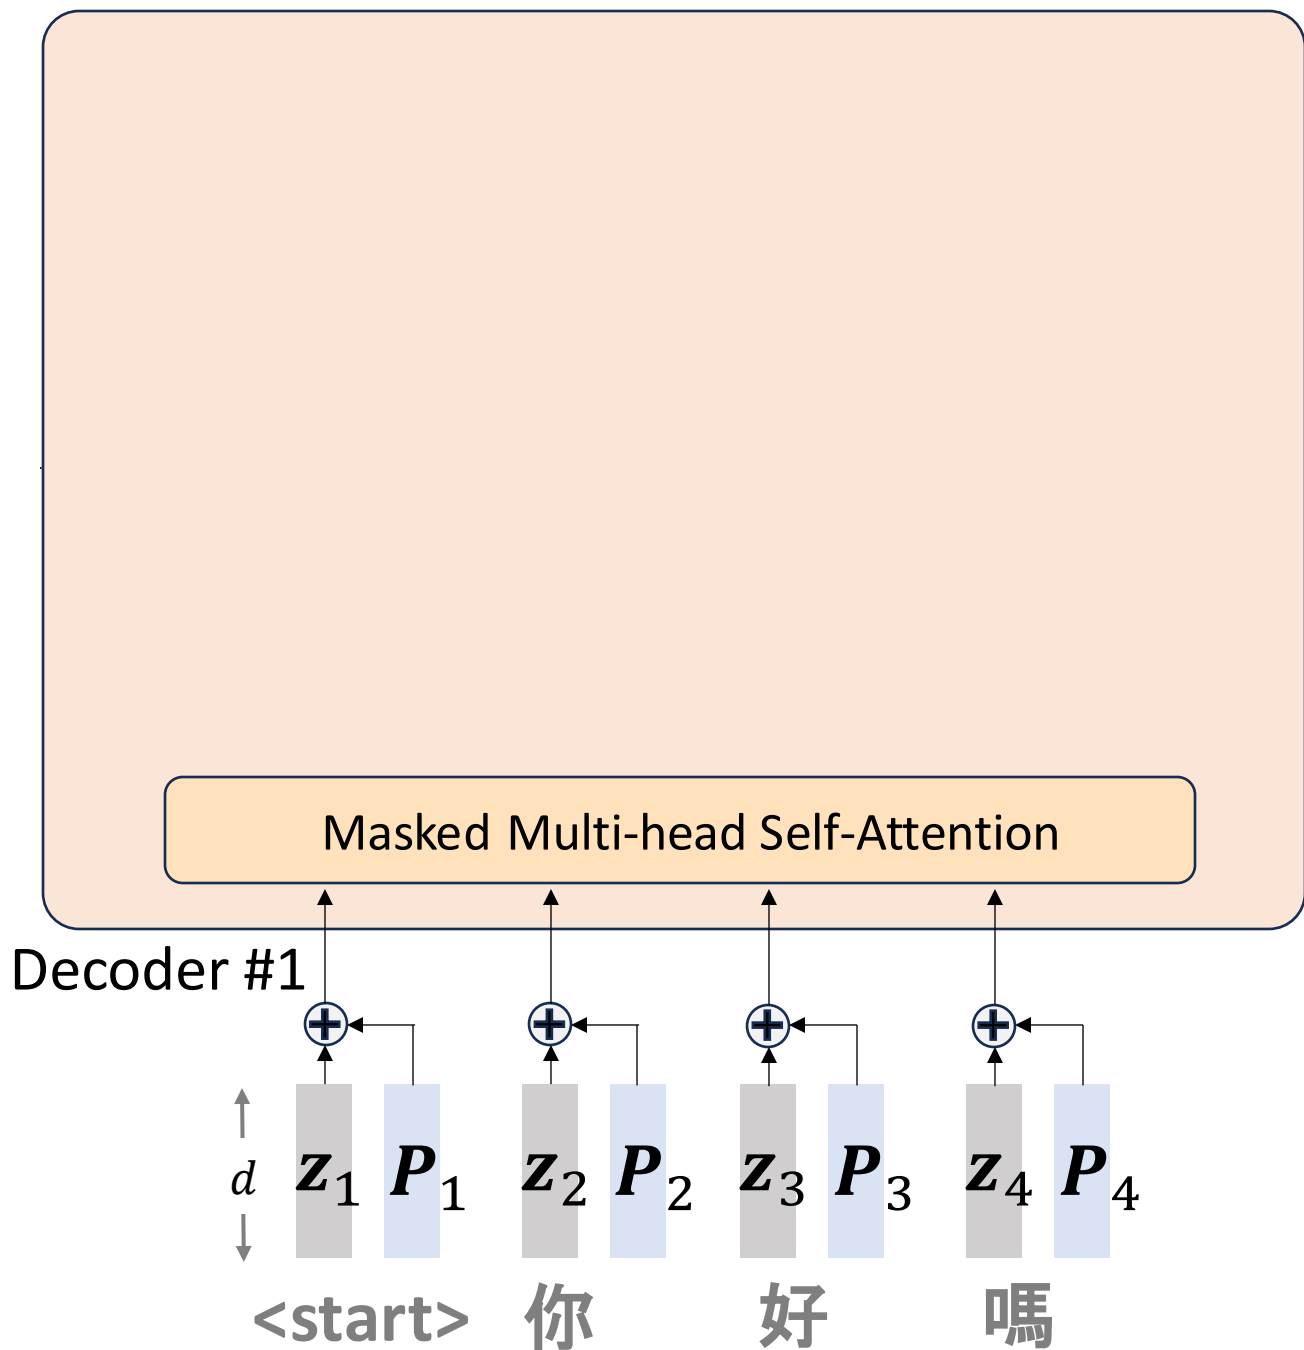 Masked Multi-head Self-Attention
Decoder #1
d z₁ P₁ z₂ P₂ z₃ P₃ z₄ P₄
<start> 你 好 嗎